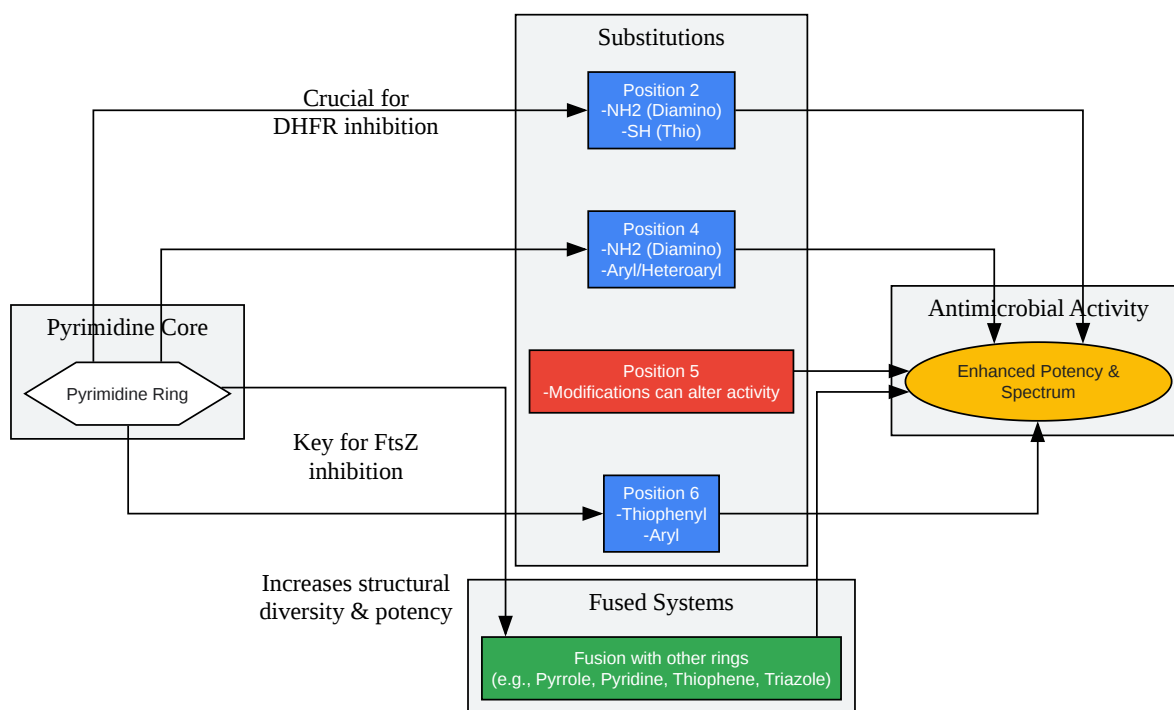 Substitutions
Position 2
-NH2 (Diamino)
-SH (Thio)
Crucial for
DHFR inhibition
Position 4
-NH2 (Diamino)
-Aryl/Heteroaryl
Pyrimidine Core
Pyrimidine Ring
Antimicrobial Activity
Enhanced Potency &
Spectrum
Position 5
-Modifications can alter activity
Key for FtsZ
inhibition
Position 6
-Thiophenyl
-Aryl
Increases structural
diversity & potency
Fused Systems
Fusion with other rings
(e.g., Pyrrole, Pyridine, Thiophene, Triazole)